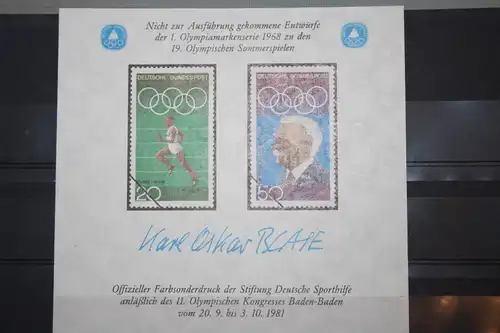 Nicht zur Ausführung gekommene Entwürfe
der 1. Olympiamarkenserie 1968 zu den
19. Olympischen Sommerspielen
DEUTSCHE BUNDESPOST
20
50
Karl Oskar BLASE
Offizieller Farbsonderdruck der Stiftung Deutsche Sporthilfe
anläßlich des 11. Olympischen Kongresses Baden-Baden
vom 20. 9. bis 3. 10. 1981